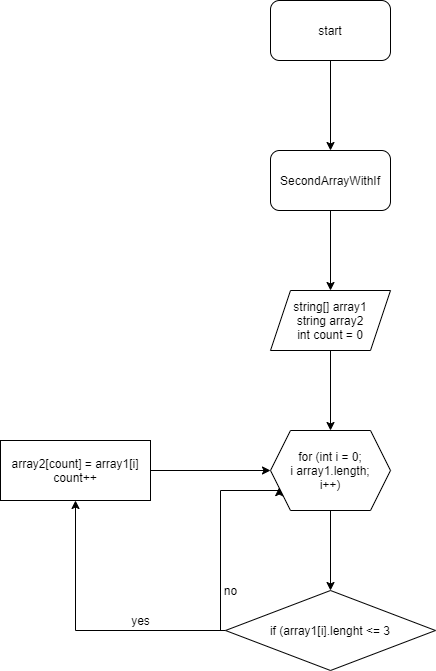 start
SecondArrayWithIf
string[] array1
string array2
int count = 0
for (int i = 0;
i array1.length;
i++)
array2[count] = array1[i]
count++
no
yes
if (array1[i].lenght <= 3